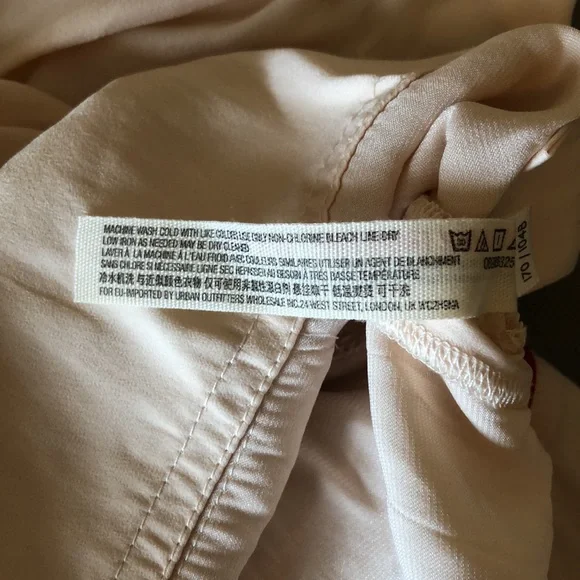 MACHINE WASH COLD WITH LIKE COLORS USE ONLY NON-CHLORINE BLEACH LINE DRY
LOW IRON AS NEEDED MAY BE DRY CLEANED
LAVER À LA MACHINE À L'EAU FROID AVEC COULEURS SIMILAIRES UTILISER UN AGENT DE BLANCHIMENT
SANS CHLORE SI NÉCESSAIRE LIGNE SEC REPASSER AU BESOIN À TRÈS BASSE TEMPÉRATURE
冷水机洗 与近似颜色衣物 仅可使用非氯性漂白剂 悬挂晾干 低温熨烫 可干洗
FOR EU-IMPORTED BY URBAN OUTFITTERS WHOLESALE INC. 24 WEST STREET, LONDON, UK WC2H9NA
170 / 104B